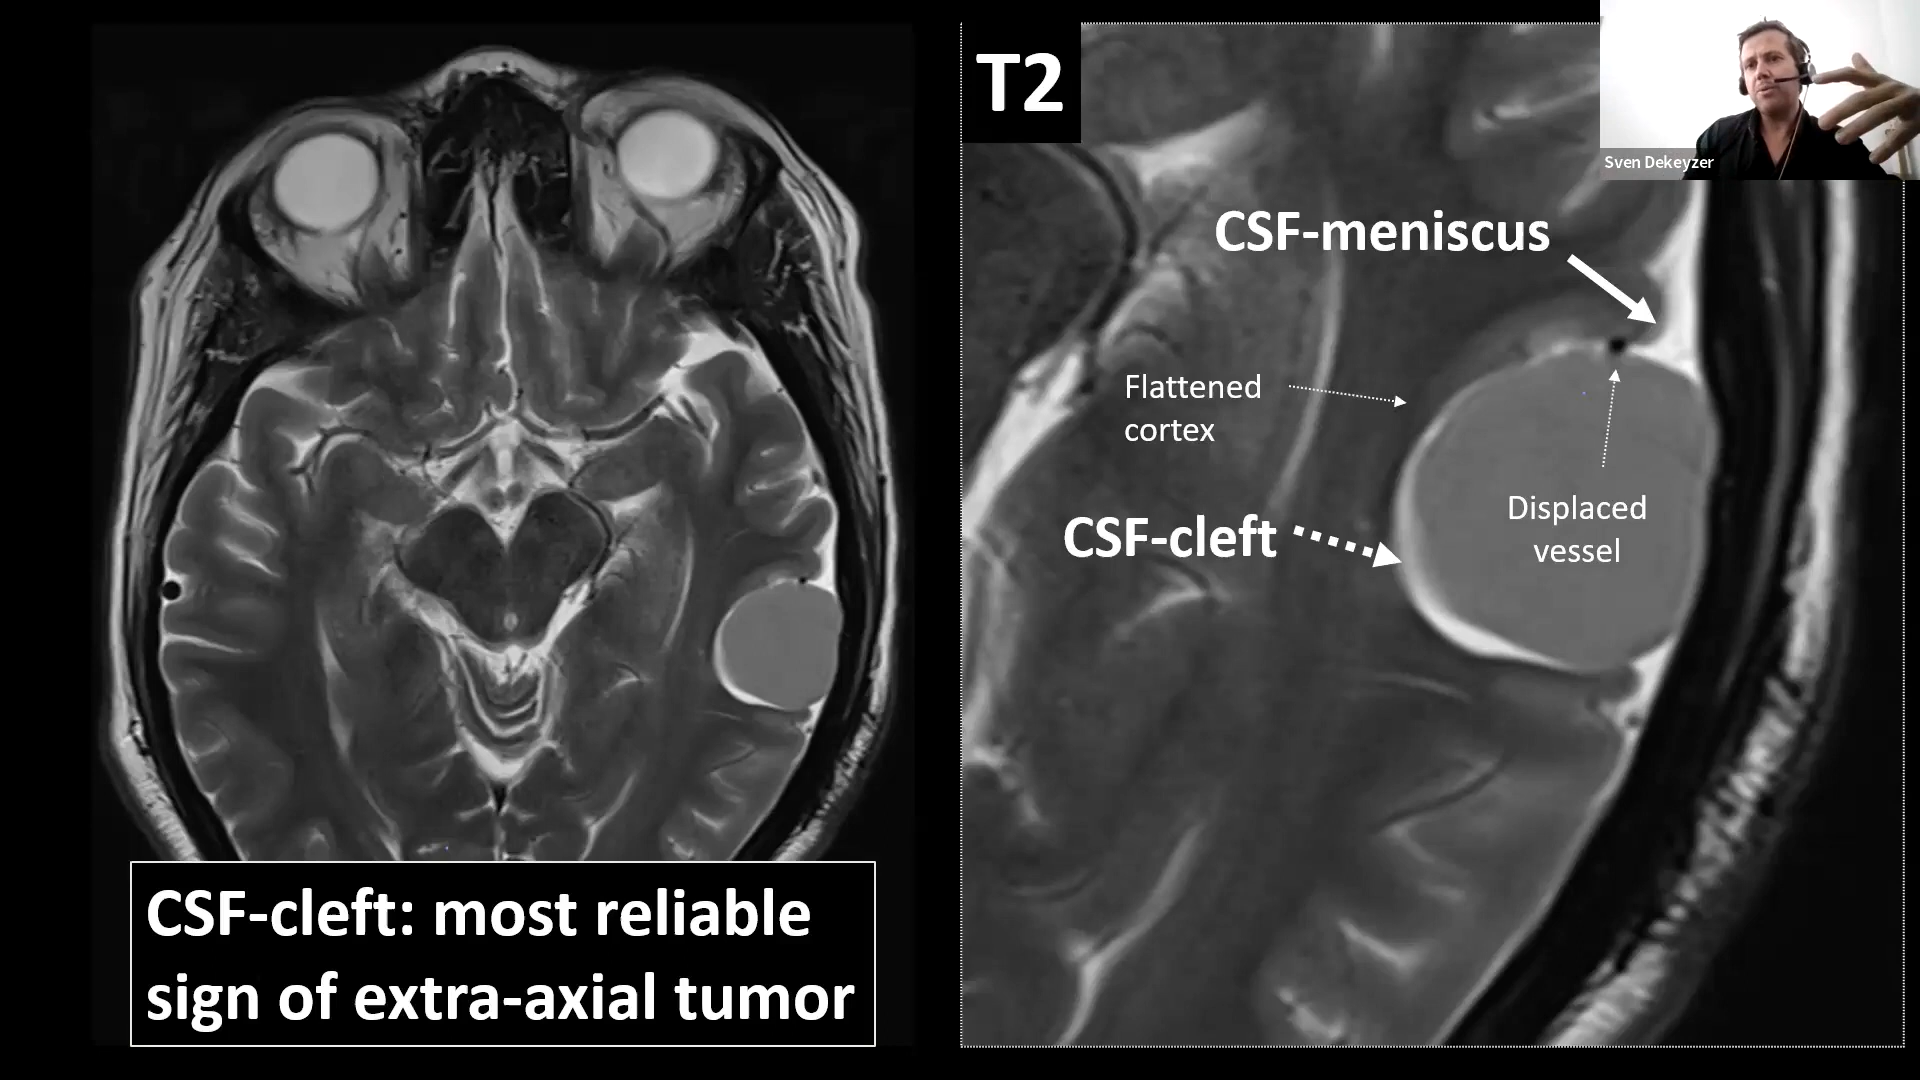 T2
Sven Dekeyzer
CSF-meniscus
Flattened
cortex
Displaced
vessel
CSF-cleft
CSF-cleft: most reliable
sign of extra-axial tumor